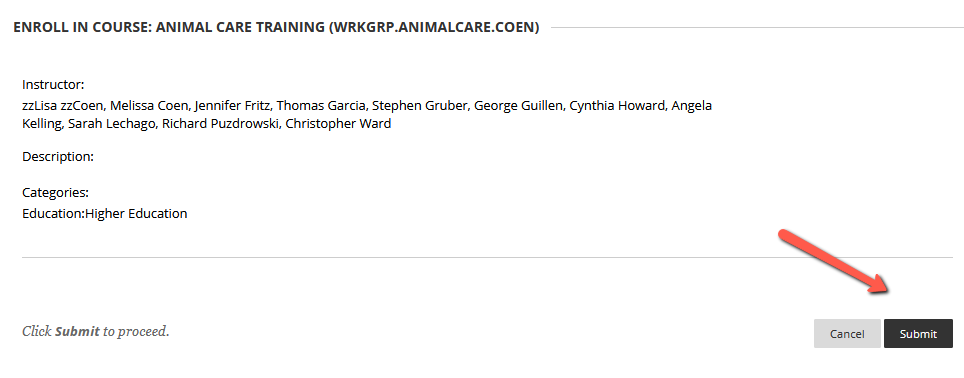 ENROLL IN COURSE: ANIMAL CARE TRAINING (WRKGRP.ANIMALCARE.COEN)
Instructor:
zzLisa zzCoen, Melissa Coen, Jennifer Fritz, Thomas Garcia, Stephen Gruber, George Guillen, Cynthia Howard, Angela
Kelling, Sarah Lechago, Richard Puzdrowski, Christopher Ward
Description:
Categories:
Education:Higher Education
Click Submit to proceed.
Cancel
Submit